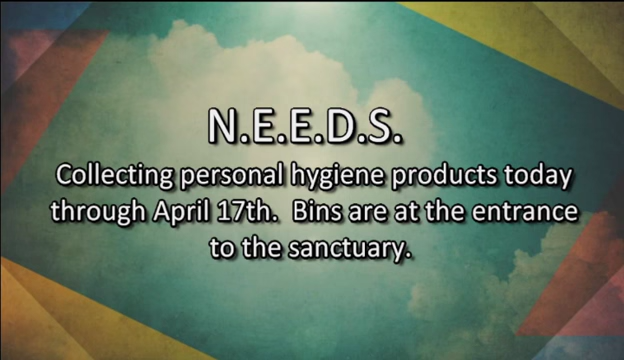 N.E.E.D.S.
Collecting personal hygiene products today
through April 17th.  Bins are at the entrance
to the sanctuary.